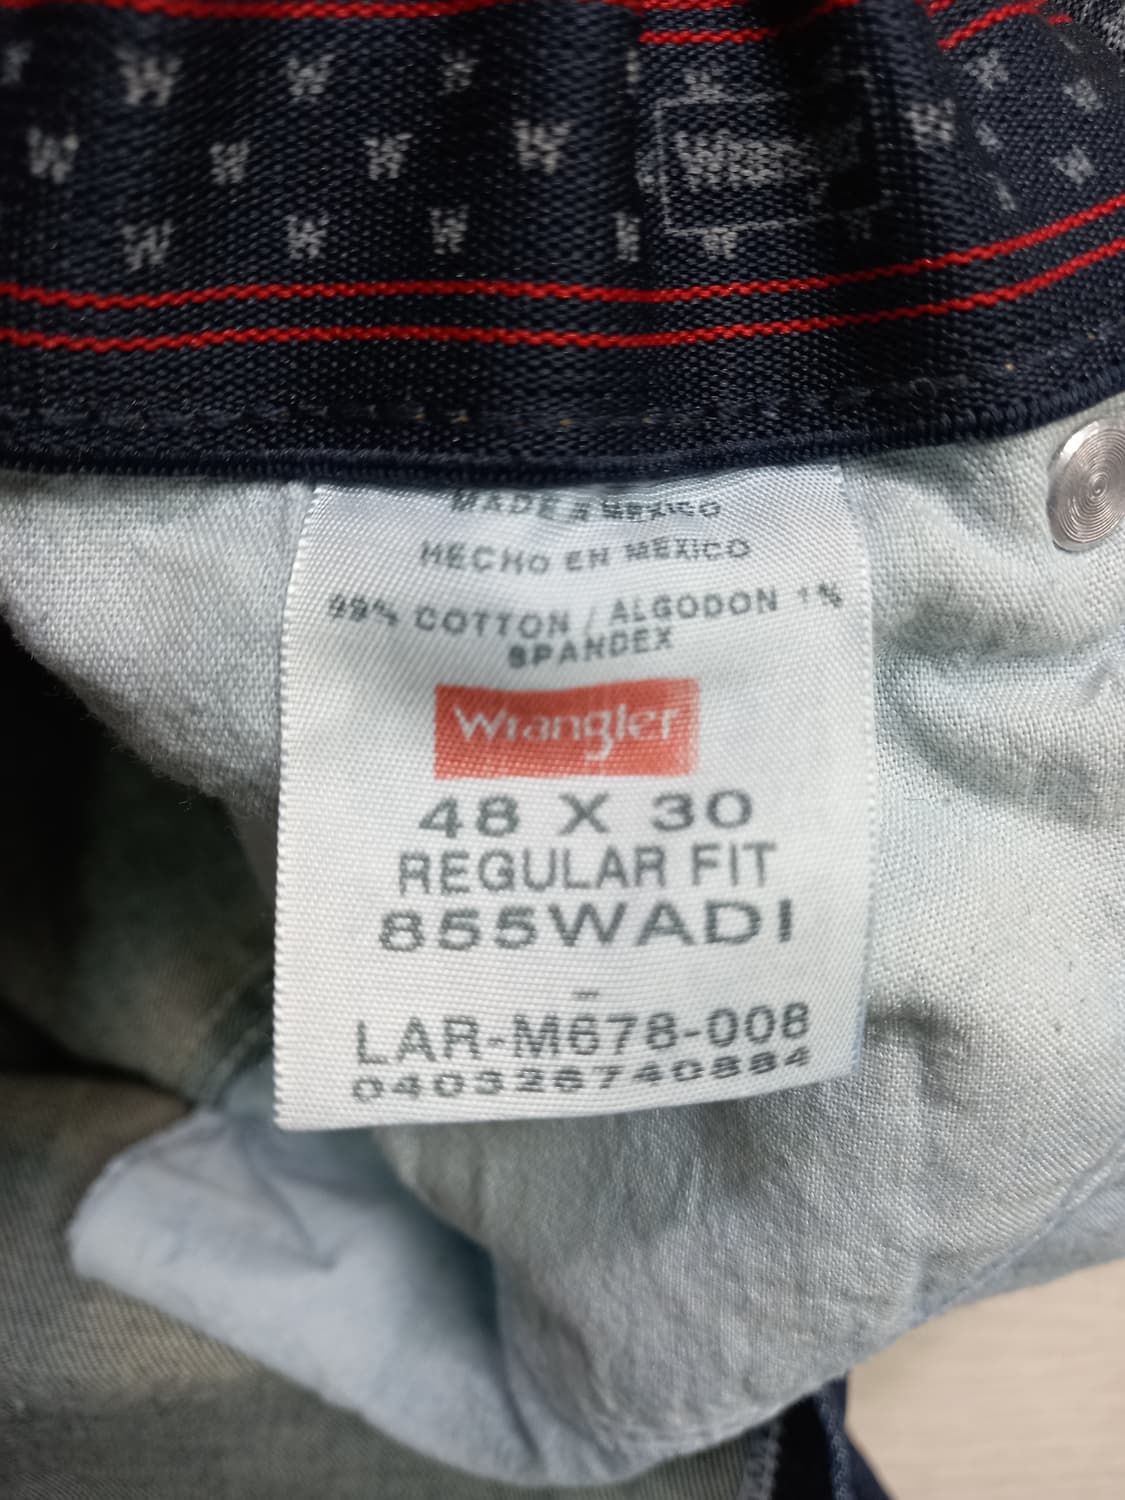 W W W
W W W W
W W W W
MADE MEXICO
HECHO EN MEXICO
99% COTTON / ALGODON 1%
SPANDEX
Wrangler
48 X 30
REGULAR FIT
855WADI
-
LAR-M678-008
040326740884